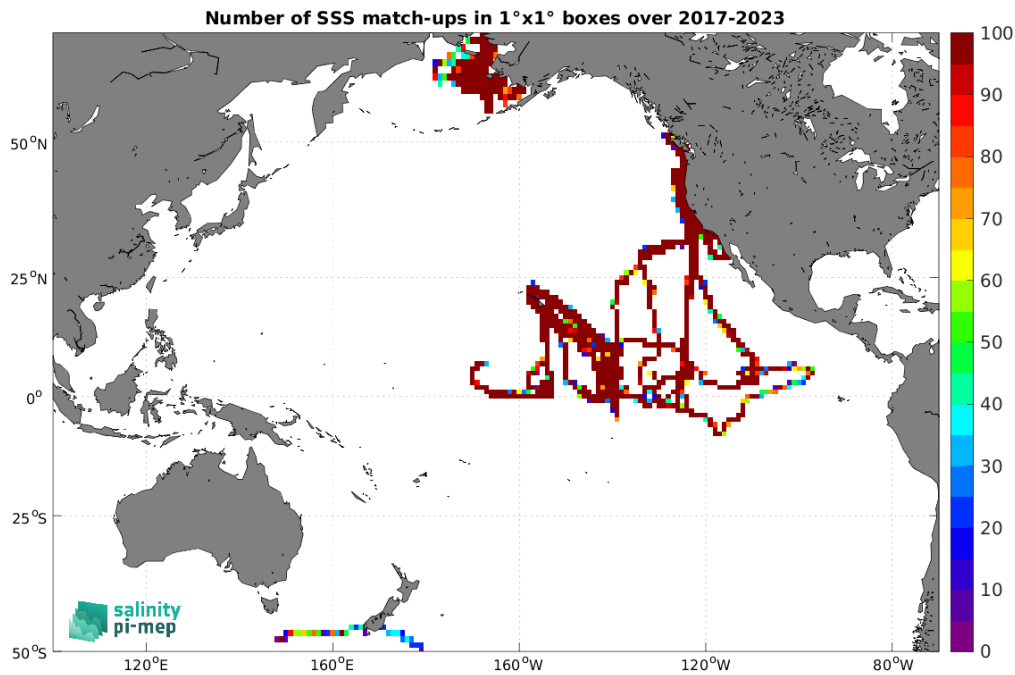 Number of SSS match-ups in 1°x1° boxes over 2017-2023
50°N
25°N
0°
25°S
50°S
120°E
160°E
160°W
120°W
80°W
100
90
80
70
60
50
40
30
20
10
0
salinity
pi-mep